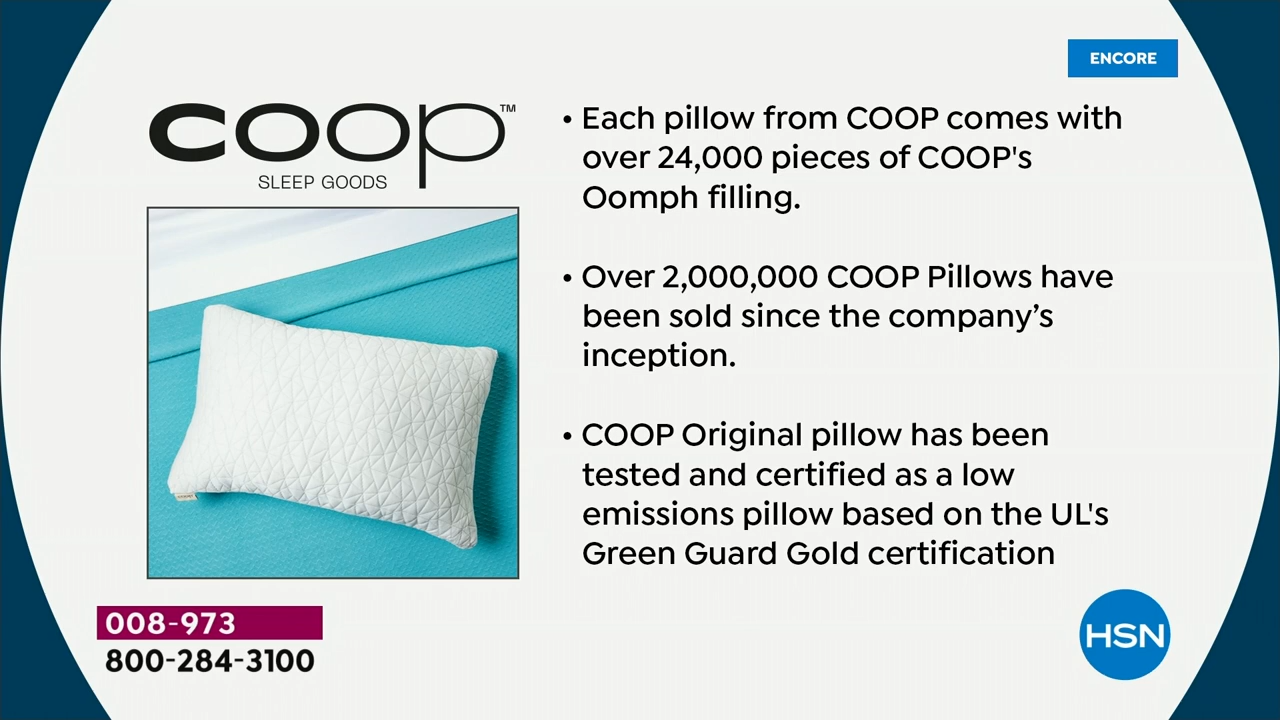 ENCORE
coop™
SLEEP GOODS
• Each pillow from COOP comes with
over 24,000 pieces of COOP's
Oomph filling.
• Over 2,000,000 COOP Pillows have
been sold since the company’s
inception.
• COOP Original pillow has been
tested and certified as a low
emissions pillow based on the UL's
Green Guard Gold certification
008-973
800-284-3100
HSN